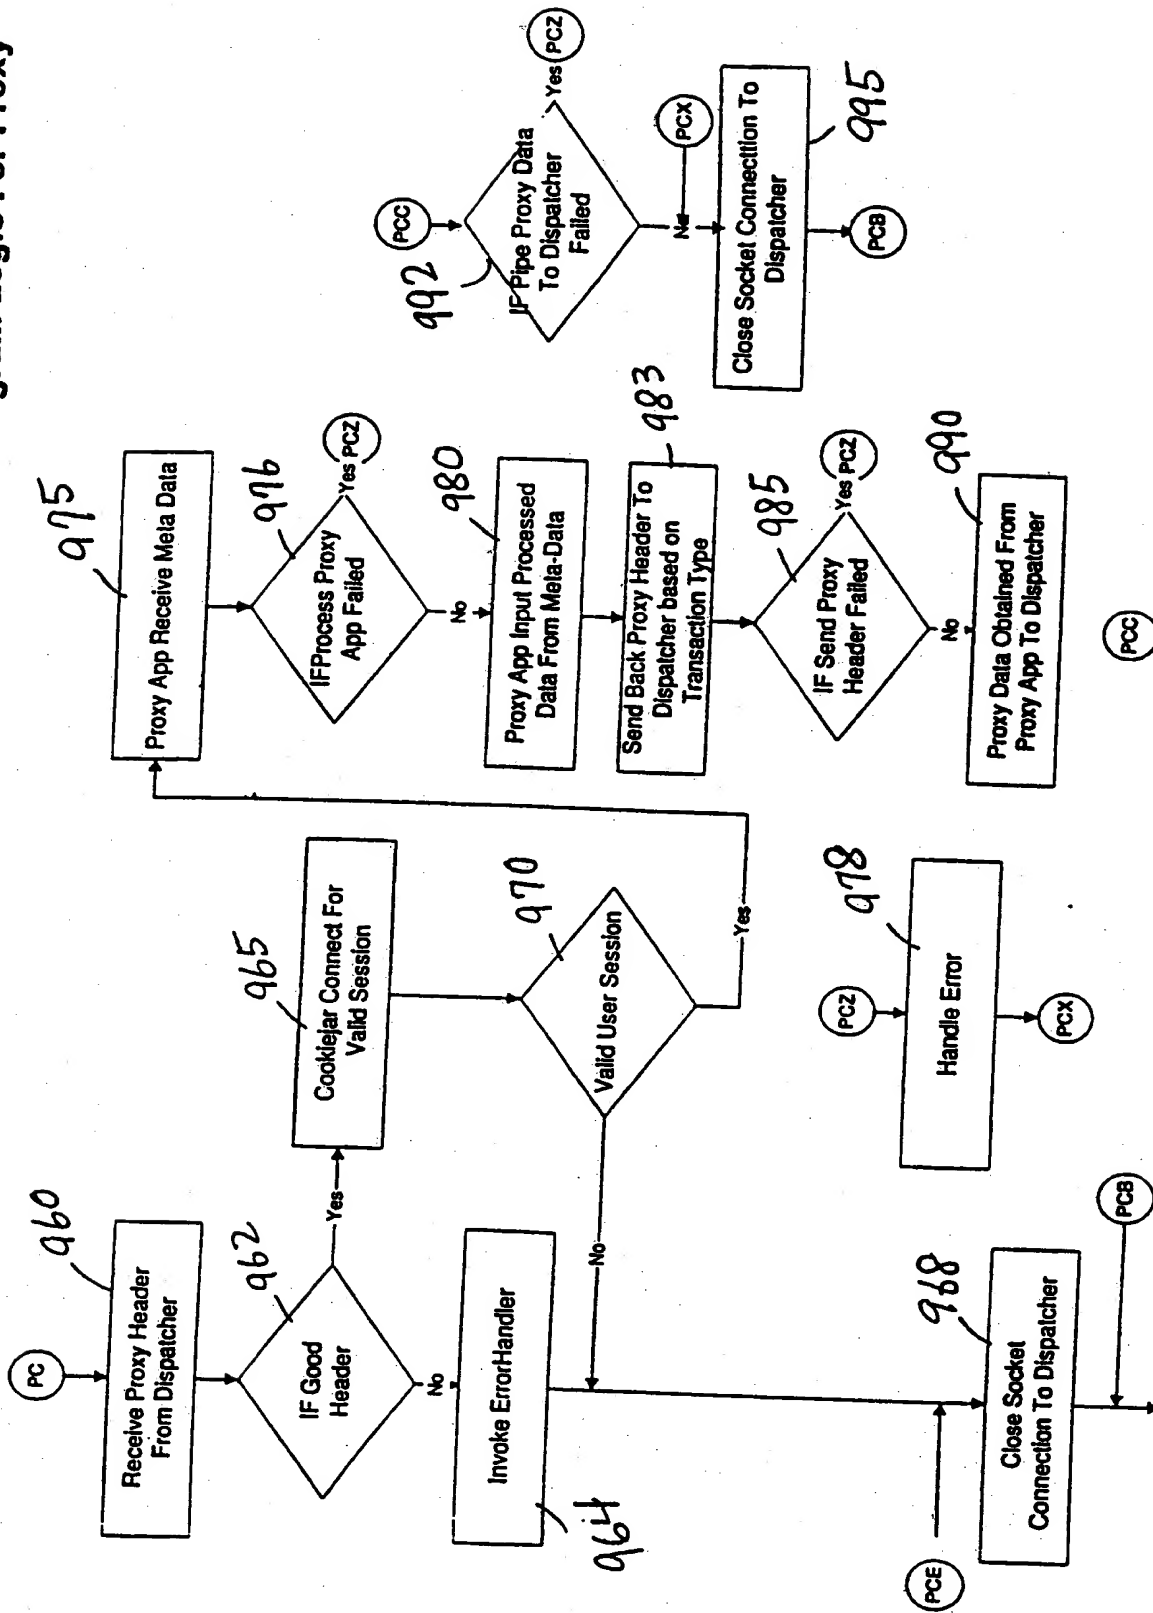 gram Logic For Proxy
PC
960
Receive Proxy Header
From Dispatcher
962
IF Good
Header
Yes
No
Invoke ErrorHandler
964
965
Cookiejar Connect For
Valid Session
970
Valid User Session
No
Yes
PCE
968
Close Socket
Connection To Dispatcher
PCB
975
Proxy App Receive Meta Data
976
IFProcess Proxy
App Failed
Yes
PCZ
No
980
Proxy App Input Processed
Data From Meta-Data
983
Send Back Proxy Header To
Dispatcher based on
Transaction Type
985
IF Send Proxy
Header Failed
Yes
PCZ
No
990
Proxy Data Obtained From
Proxy App To Dispatcher
PCC
PCZ
978
Handle Error
PCX
PCC
992
IF Pipe Proxy Data
To Dispatcher
Failed
Yes
PCZ
No
PCX
Close Socket Connecttion To
Dispatcher
995
PCB